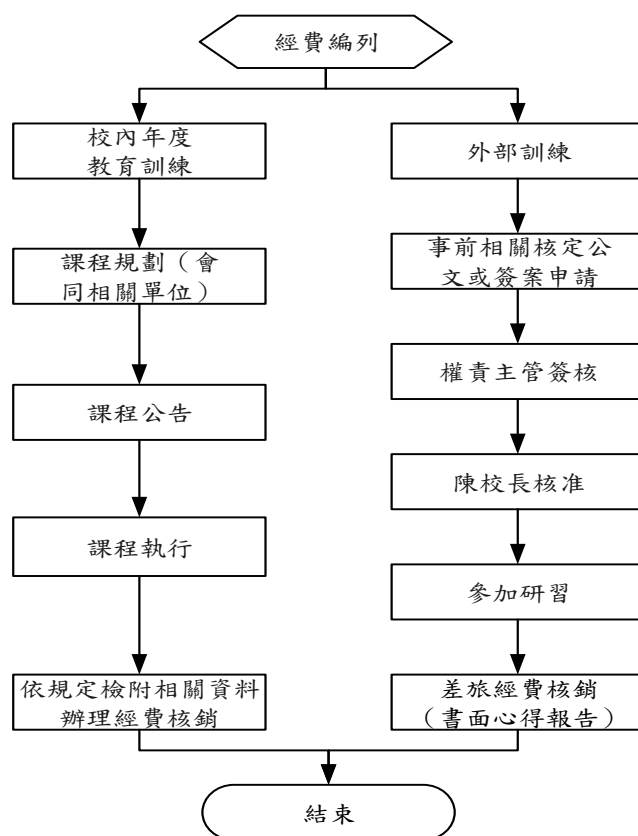 經費編列
校內年度
教育訓練
課程規劃（會
同相關單位）
課程公告
課程執行
依規定檢附相關資料
辦理經費核銷
外部訓練
事前相關核定公
文或簽案申請
權責主管簽核
陳校長核准
參加研習
差旅經費核銷
（書面心得報告）
結束